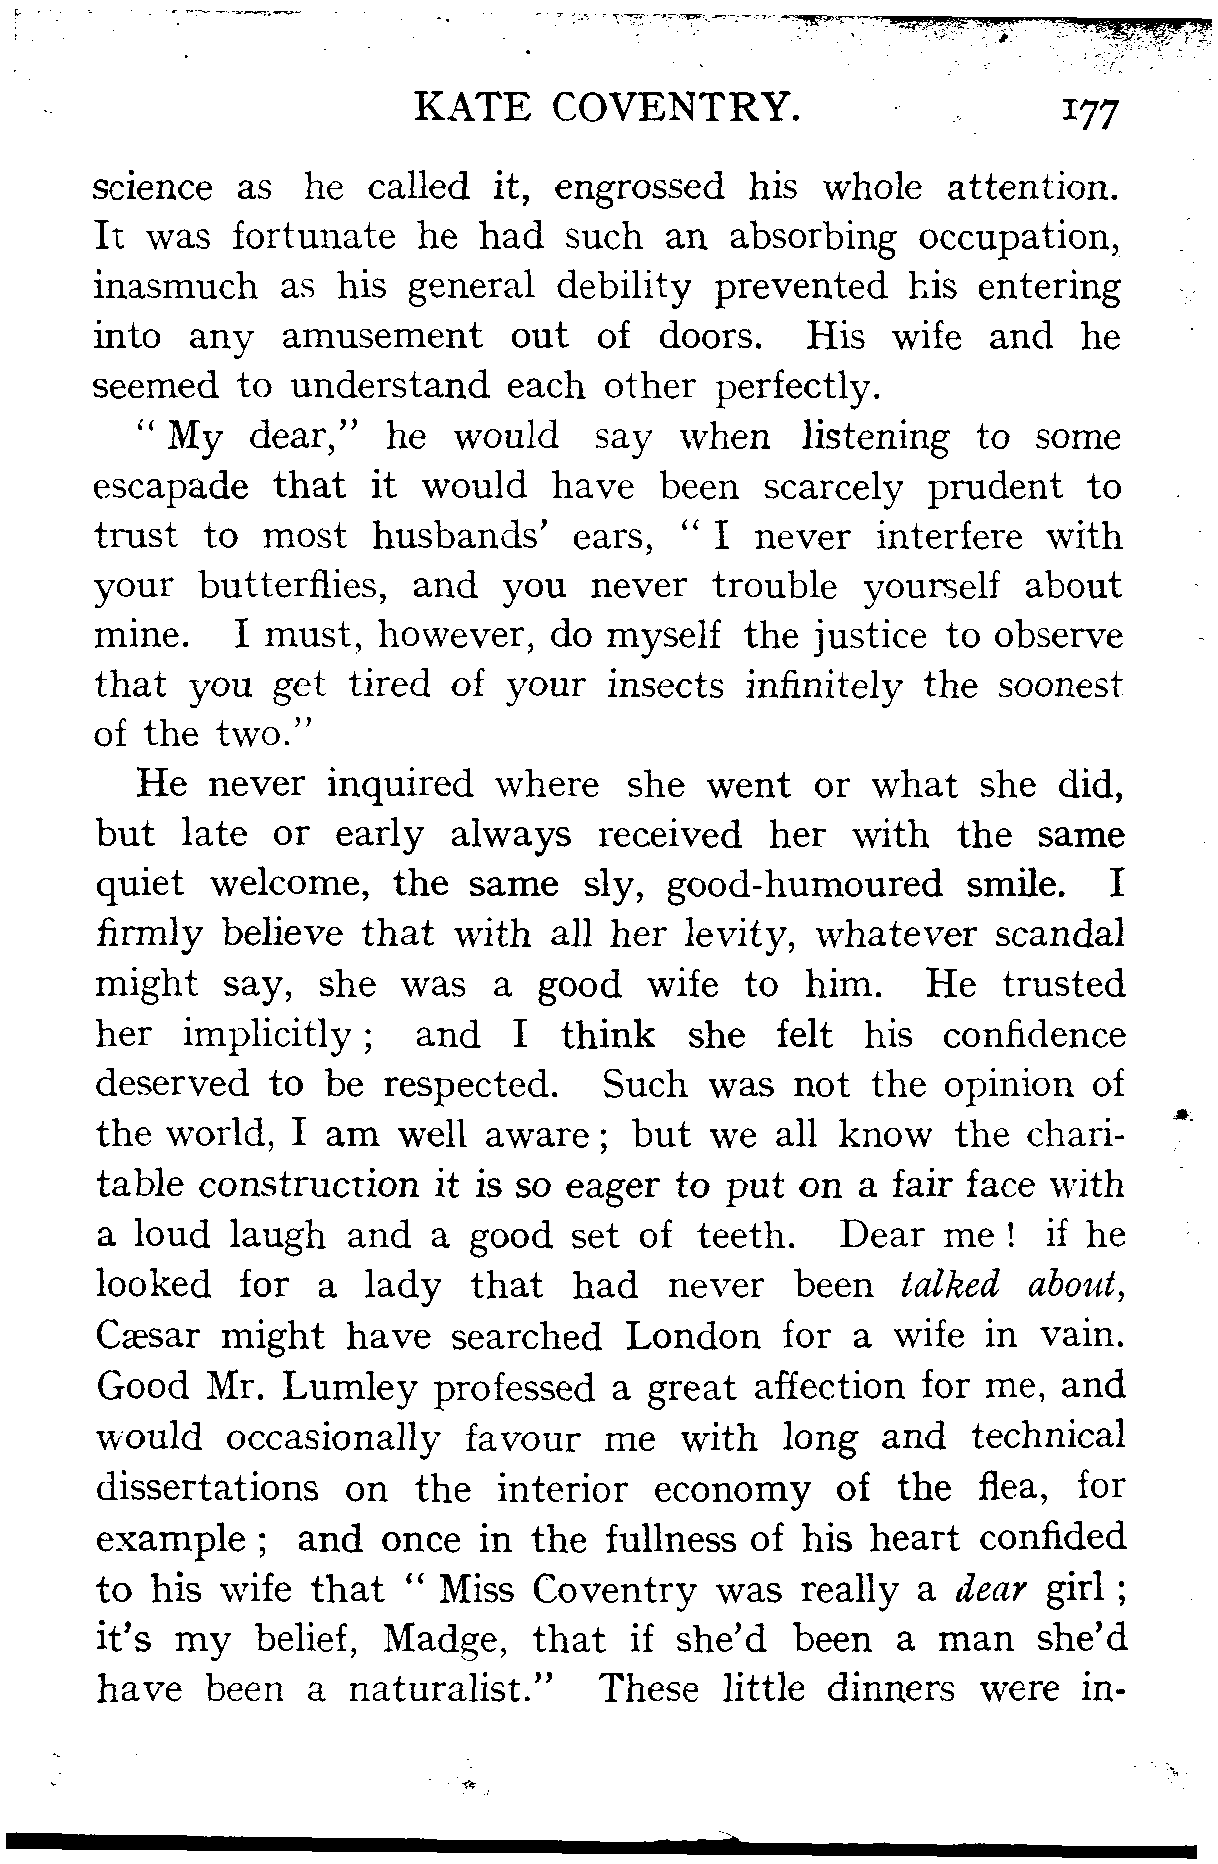 KATE COVENTRY. 177
science as he called it, engrossed his whole attention.
It was fortunate he had such an absorbing occupation,
inasmuch as his general debility prevented his entering
into any amusement out of doors. His wife and he
seemed to understand each other perfectly.
“ My dear,” he would say when listening to some
escapade that it would have been scarcely prudent to
trust to most husbands’ ears, “ I never interfere with
your butterflies, and you never trouble yourself about
mine. I must, however, do myself the justice to observe
that you get tired of your insects infinitely the soonest
of the two.”
He never inquired where she went or what she did,
but late or early always received her with the same
quiet welcome, the same sly, good-humoured smile. I
firmly believe that with all her levity, whatever scandal
might say, she was a good wife to him. He trusted
her implicitly ; and I think she felt his confidence
deserved to be respected. Such was not the opinion of
the world, I am well aware ; but we all know the chari-
table construction it is so eager to put on a fair face with
a loud laugh and a good set of teeth. Dear me ! if he
looked for a lady that had never been talked about,
Cæsar might have searched London for a wife in vain.
Good Mr. Lumley professed a great affection for me, and
would occasionally favour me with long and technical
dissertations on the interior economy of the flea, for
example ; and once in the fullness of his heart confided
to his wife that “ Miss Coventry was really a dear girl ;
it’s my belief, Madge, that if she’d been a man she’d
have been a naturalist.” These little dinners were in-